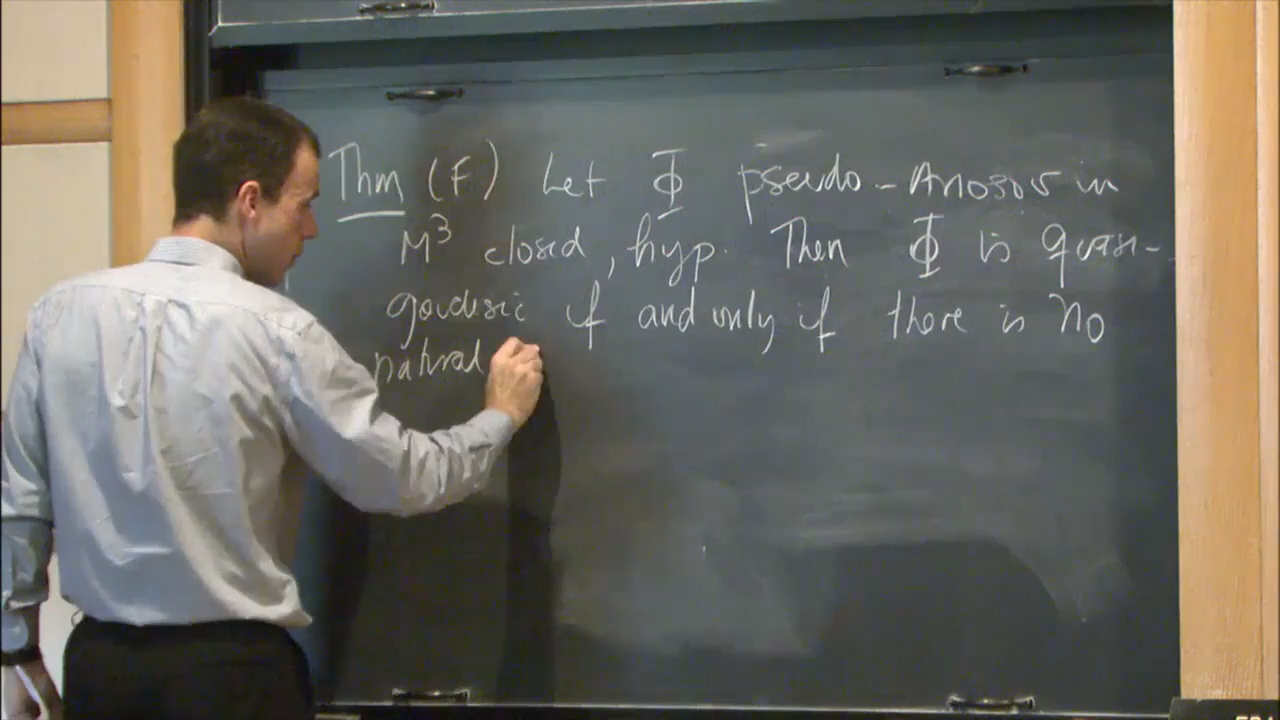 Thm (F) Let Φ pseudo-Anosov in
M³ closed, hyp. Then Φ is quasi-
geodesic if and only if there is no
natural